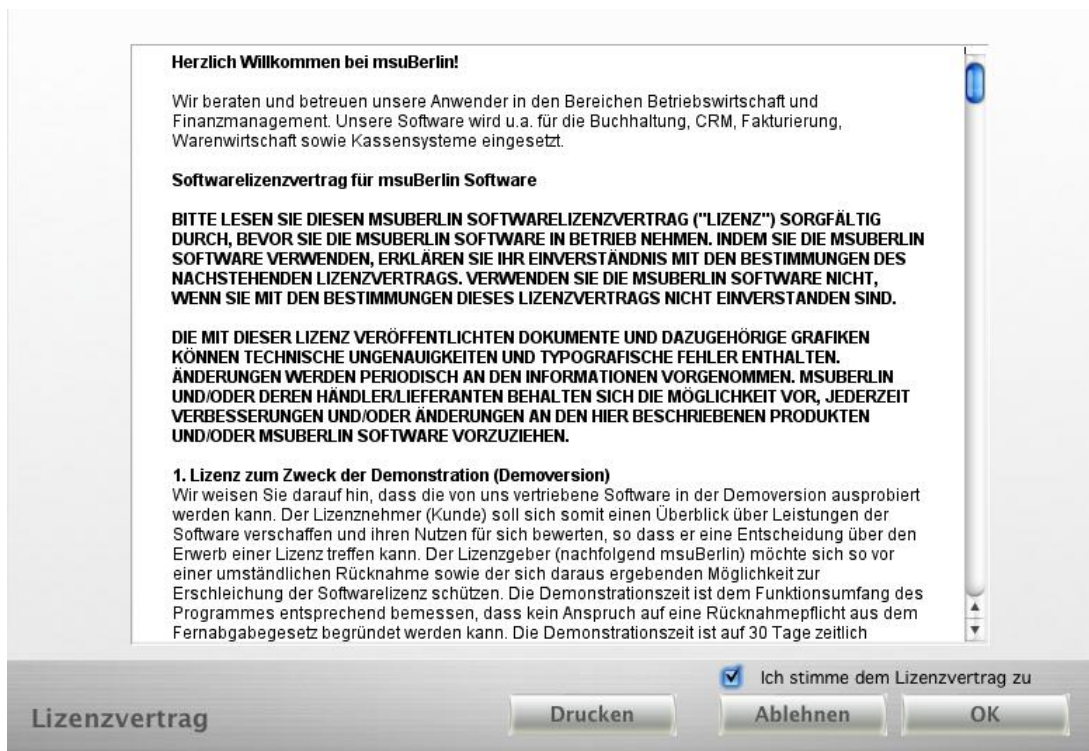 Herzlich Willkommen bei msuBerlin!
Wir beraten und betreuen unsere Anwender in den Bereichen Betriebswirtschaft und
Finanzmanagement. Unsere Software wird u.a. für die Buchhaltung, CRM, Fakturierung,
Warenwirtschaft sowie Kassensysteme eingesetzt.
Softwarelizenzvertrag für msuBerlin Software
BITTE LESEN SIE DIESEN MSUBERLIN SOFTWARELIZENZVERTRAG ("LIZENZ") SORGFÄLTIG
DURCH, BEVOR SIE DIE MSUBERLIN SOFTWARE IN BETRIEB NEHMEN. INDEM SIE DIE MSUBERLIN
SOFTWARE VERWENDEN, ERKLÄREN SIE IHR EINVERSTÄNDNIS MIT DEN BESTIMMUNGEN DES
NACHSTEHENDEN LIZENZVERTRAGS. VERWENDEN SIE DIE MSUBERLIN SOFTWARE NICHT,
WENN SIE MIT DEN BESTIMMUNGEN DIESES LIZENZVERTRAGS NICHT EINVERSTANDEN SIND.
DIE MIT DIESER LIZENZ VERÖFFENTLICHTEN DOKUMENTE UND DAZUGEHÖRIGE GRAFIKEN
KÖNNEN TECHNISCHE UNGENAUIGKEITEN UND TYPOGRAFISCHE FEHLER ENTHALTEN.
ÄNDERUNGEN WERDEN PERIODISCH AN DEN INFORMATIONEN VORGENOMMEN. MSUBERLIN
UND/ODER DEREN HÄNDLER/LIEFERANTEN BEHALTEN SICH DIE MÖGLICHKEIT VOR, JEDERZEIT
VERBESSERUNGEN UND/ODER ÄNDERUNGEN AN DEN HIER BESCHRIEBENEN PRODUKTEN
UND/ODER MSUBERLIN SOFTWARE VORZUZIEHEN.
1. Lizenz zum Zweck der Demonstration (Demoversion)
Wir weisen Sie darauf hin, dass die von uns vertriebene Software in der Demoversion ausprobiert
werden kann. Der Lizenznehmer (Kunde) soll sich somit einen Überblick über Leistungen der
Software verschaffen und ihren Nutzen für sich bewerten, so dass er eine Entscheidung über den
Erwerb einer Lizenz treffen kann. Der Lizenzgeber (nachfolgend msuBerlin) möchte sich so vor
einer umständlichen Rücknahme sowie der sich daraus ergebenden Möglichkeit zur
Erschleichung der Softwarelizenz schützen. Die Demonstrationszeit ist dem Funktionsumfang des
Programmes entsprechend bemessen, dass kein Anspruch auf eine Rücknahmepflicht aus dem
Fernabgabegesetz begründet werden kann. Die Demonstrationszeit ist auf 30 Tage zeitlich
Ich stimme dem Lizenzvertrag zu
Lizenzvertrag
Drucken
Ablehnen
OK